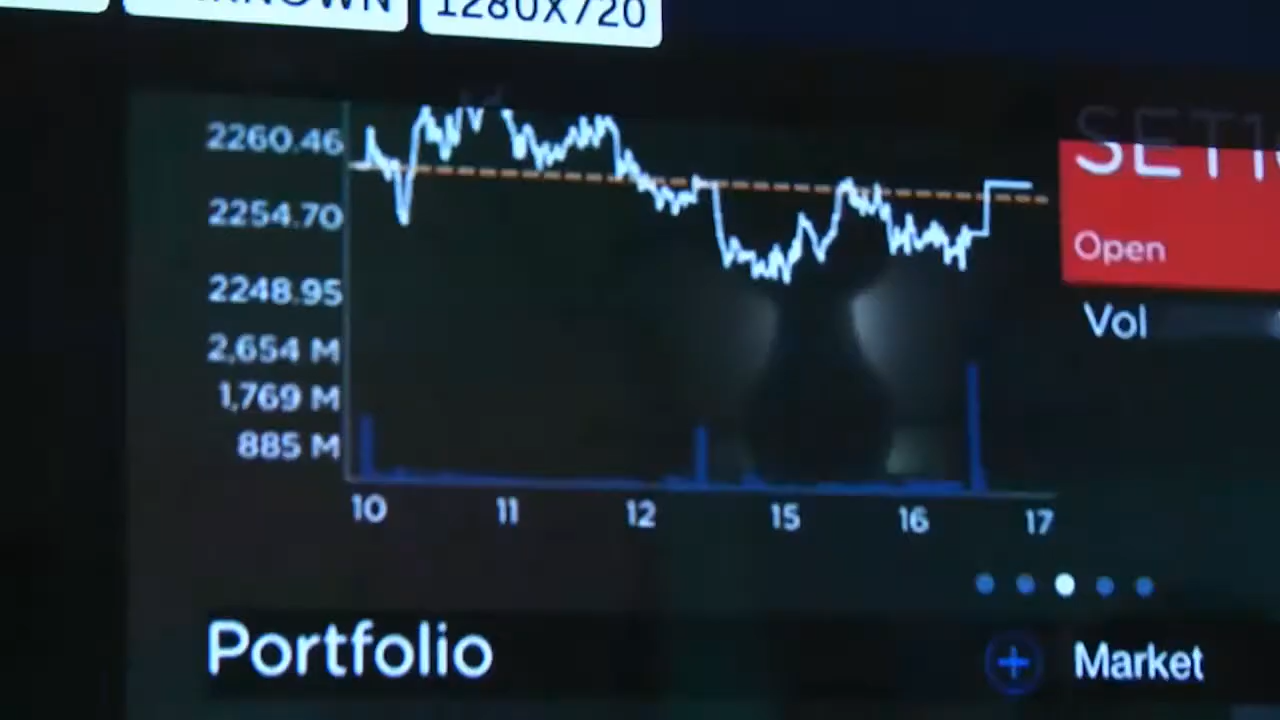 1280X720
2260.46
2254.70
2248.95
2,654 M
1,769 M
885 M
10 11 12 15 16 17
Open
Vol
Portfolio
Market